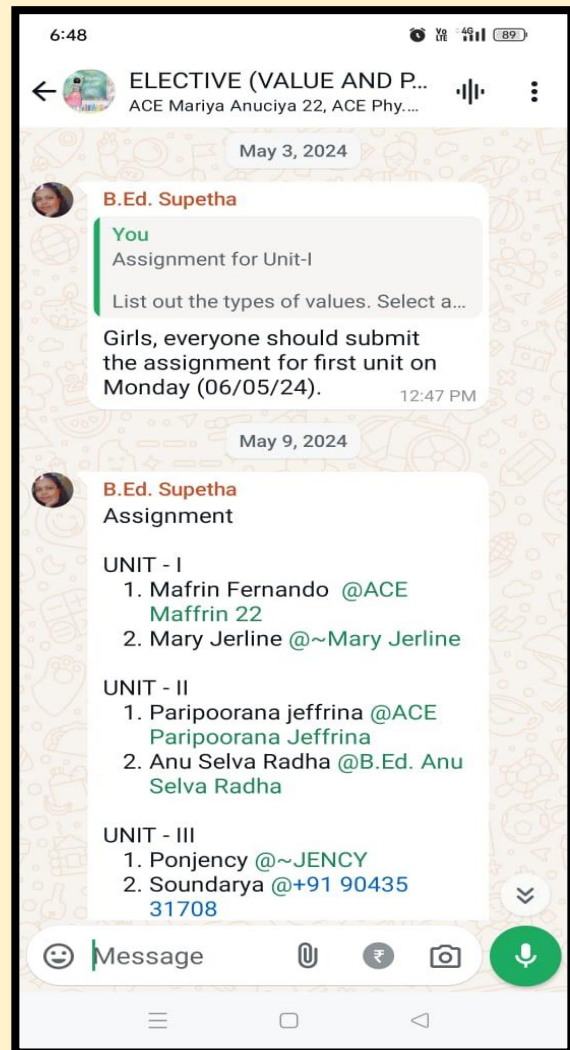 6:48
Vo
LTE
4G
89
ELECTIVE (VALUE AND P...
ACE Mariya Anuciya 22, ACE Phy....
May 3, 2024
B.Ed. Supetha
You
Assignment for Unit-I
List out the types of values. Select a...
Girls, everyone should submit
the assignment for first unit on
Monday (06/05/24).
12:47 PM
May 9, 2024
B.Ed. Supetha
Assignment
UNIT - I
1. Mafrin Fernando @ACE
Maffrin 22
2. Mary Jerline @~Mary Jerline
UNIT - II
1. Paripoorana jeffrina @ACE
Paripoorana Jeffrina
2. Anu Selva Radha @B.Ed. Anu
Selva Radha
UNIT - III
1. Ponjency @~JENCY
2. Soundarya @+91 90435
31708
Message
₹